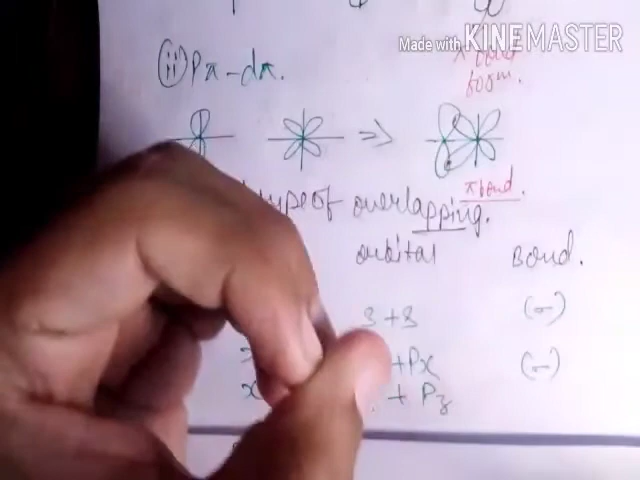 Made with KINEMASTER
π bond
form.
(ii) Pπ-dπ.
⇒
π bond.
type of overlapping.
orbital Bond.
s + s (σ)
+ Px (σ)
x + Pz